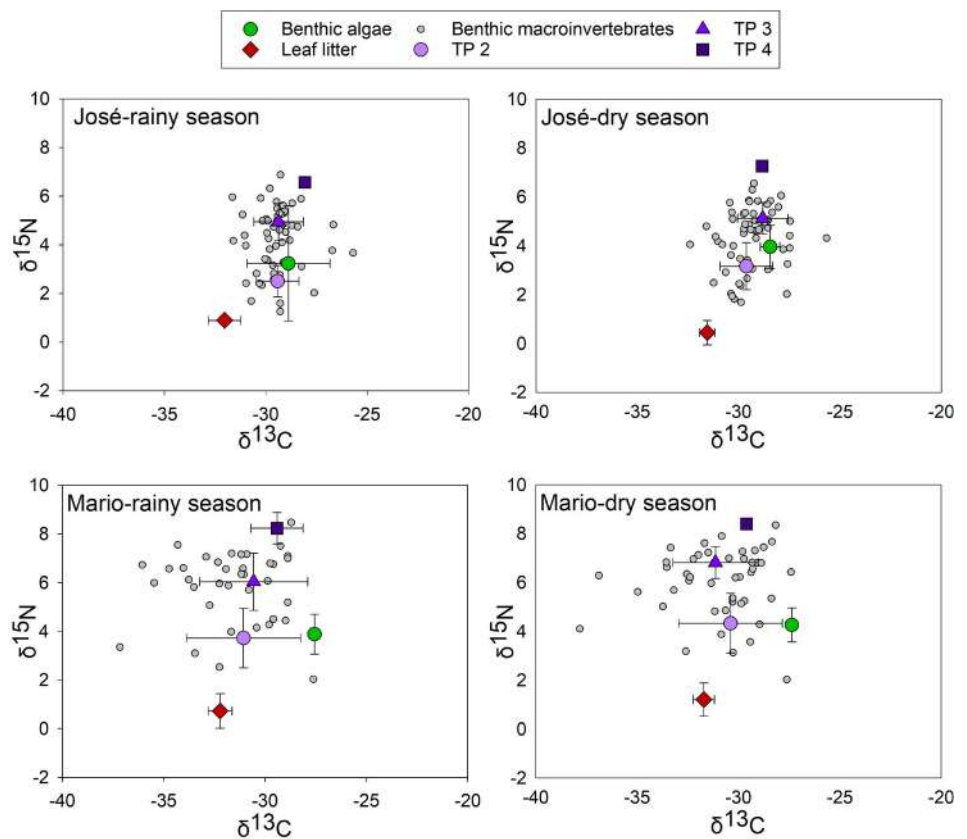 Benthic algae Benthic macroinvertebrates TP 3
Leaf litter TP 2 TP 4
José-rainy season
10
8
6
4
2
0
-2
δ15N
-40 -35 -30 -25 -20
δ13C
José-dry season
10
8
6
4
2
0
-2
δ15N
-40 -35 -30 -25 -20
δ13C
Mario-rainy season
10
8
6
4
2
0
-2
δ15N
-40 -35 -30 -25 -20
δ13C
Mario-dry season
10
8
6
4
2
0
-2
δ15N
-40 -35 -30 -25 -20
δ13C